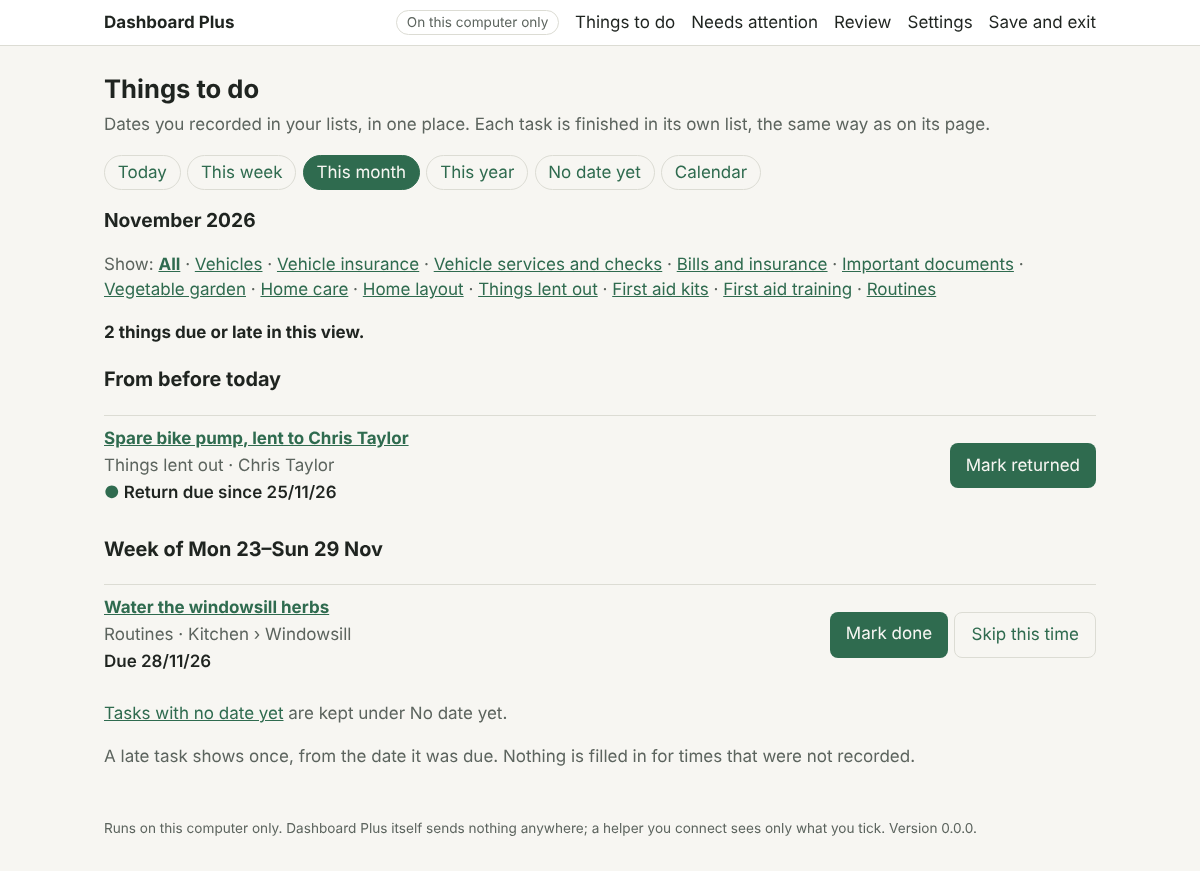 Dashboard Plus
On this computer only
Things to do
Needs attention
Review
Settings
Save and exit
Things to do
Dates you recorded in your lists, in one place. Each task is finished in its own list, the same way as on its page.
Today
This week
This month
This year
No date yet
Calendar
November 2026
Show: All · Vehicles · Vehicle insurance · Vehicle services and checks · Bills and insurance · Important documents ·
Vegetable garden · Home care · Home layout · Things lent out · First aid kits · First aid training · Routines
2 things due or late in this view.
From before today
Spare bike pump, lent to Chris Taylor
Things lent out · Chris Taylor
Return due since 25/11/26
Mark returned
Week of Mon 23–Sun 29 Nov
Water the windowsill herbs
Routines · Kitchen › Windowsill
Due 28/11/26
Mark done
Skip this time
Tasks with no date yet are kept under No date yet.
A late task shows once, from the date it was due. Nothing is filled in for times that were not recorded.
Runs on this computer only. Dashboard Plus itself sends nothing anywhere; a helper you connect sees only what you tick. Version 0.0.0.